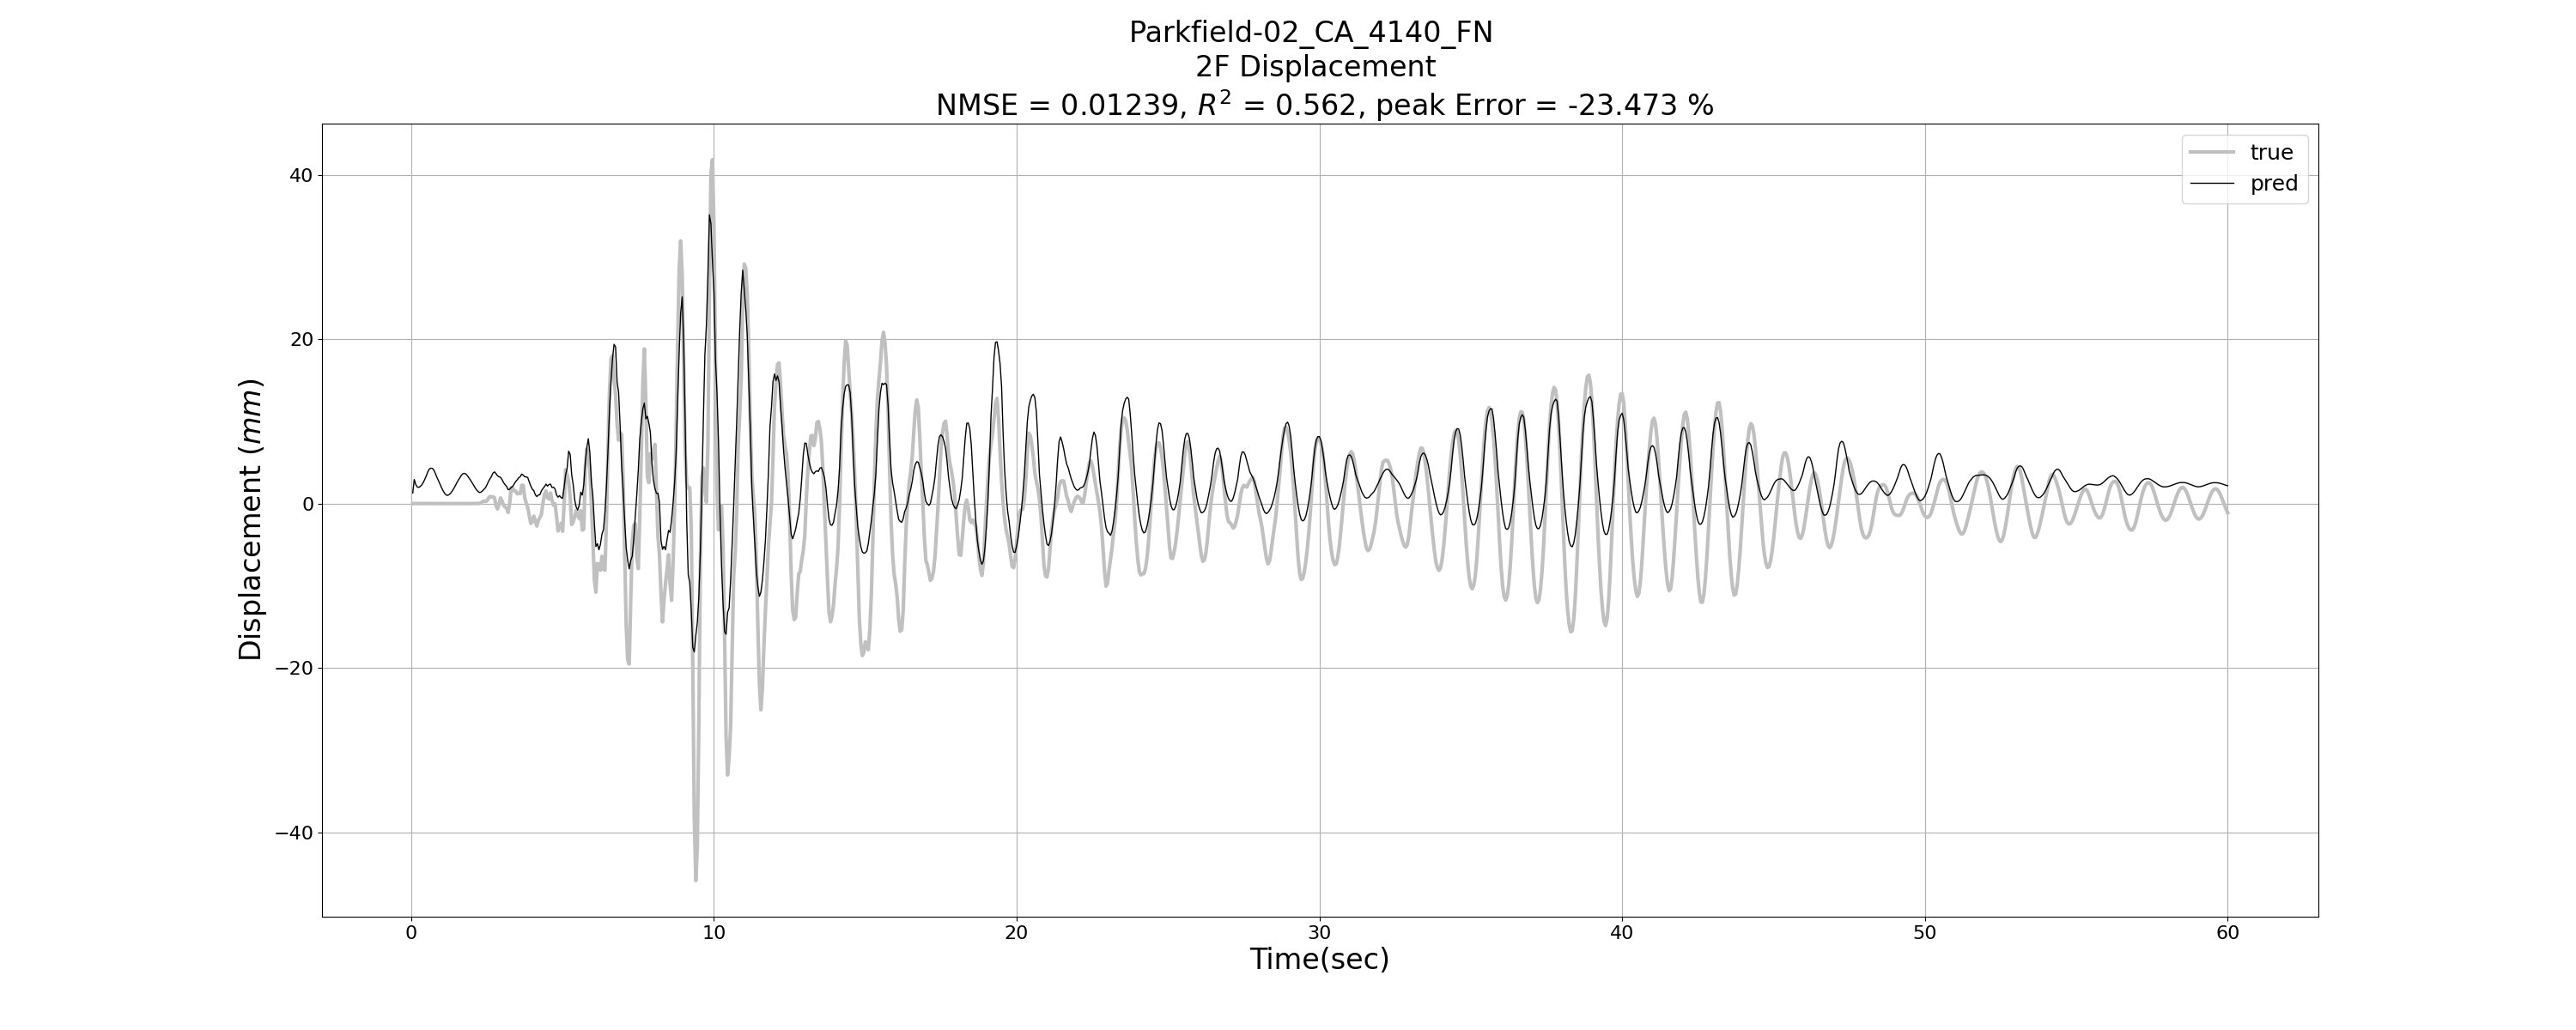 Parkfield-02_CA_4140_FN
2F Displacement
NMSE = 0.01239, R² = 0.562, peak Error = -23.473 %
true
pred
Displacement (mm)
40
20
0
−20
−40
0 10 20 30 40 50 60
Time(sec)